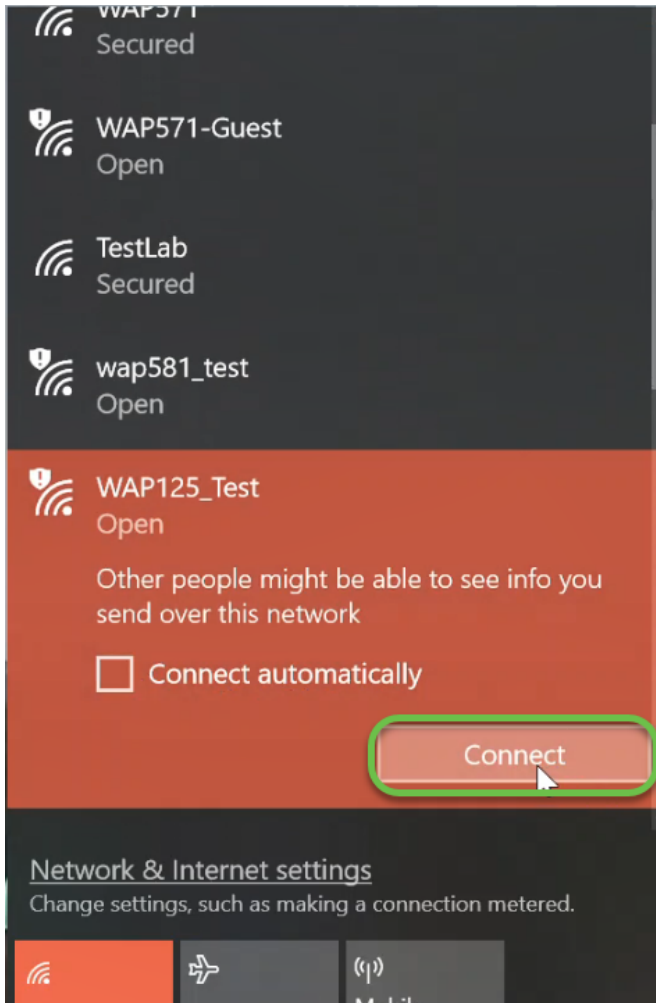 WAP571
Secured
WAP571-Guest
Open
TestLab
Secured
wap581_test
Open
WAP125_Test
Open
Other people might be able to see info you
send over this network
Connect automatically
Connect
Network & Internet settings
Change settings, such as making a connection metered.